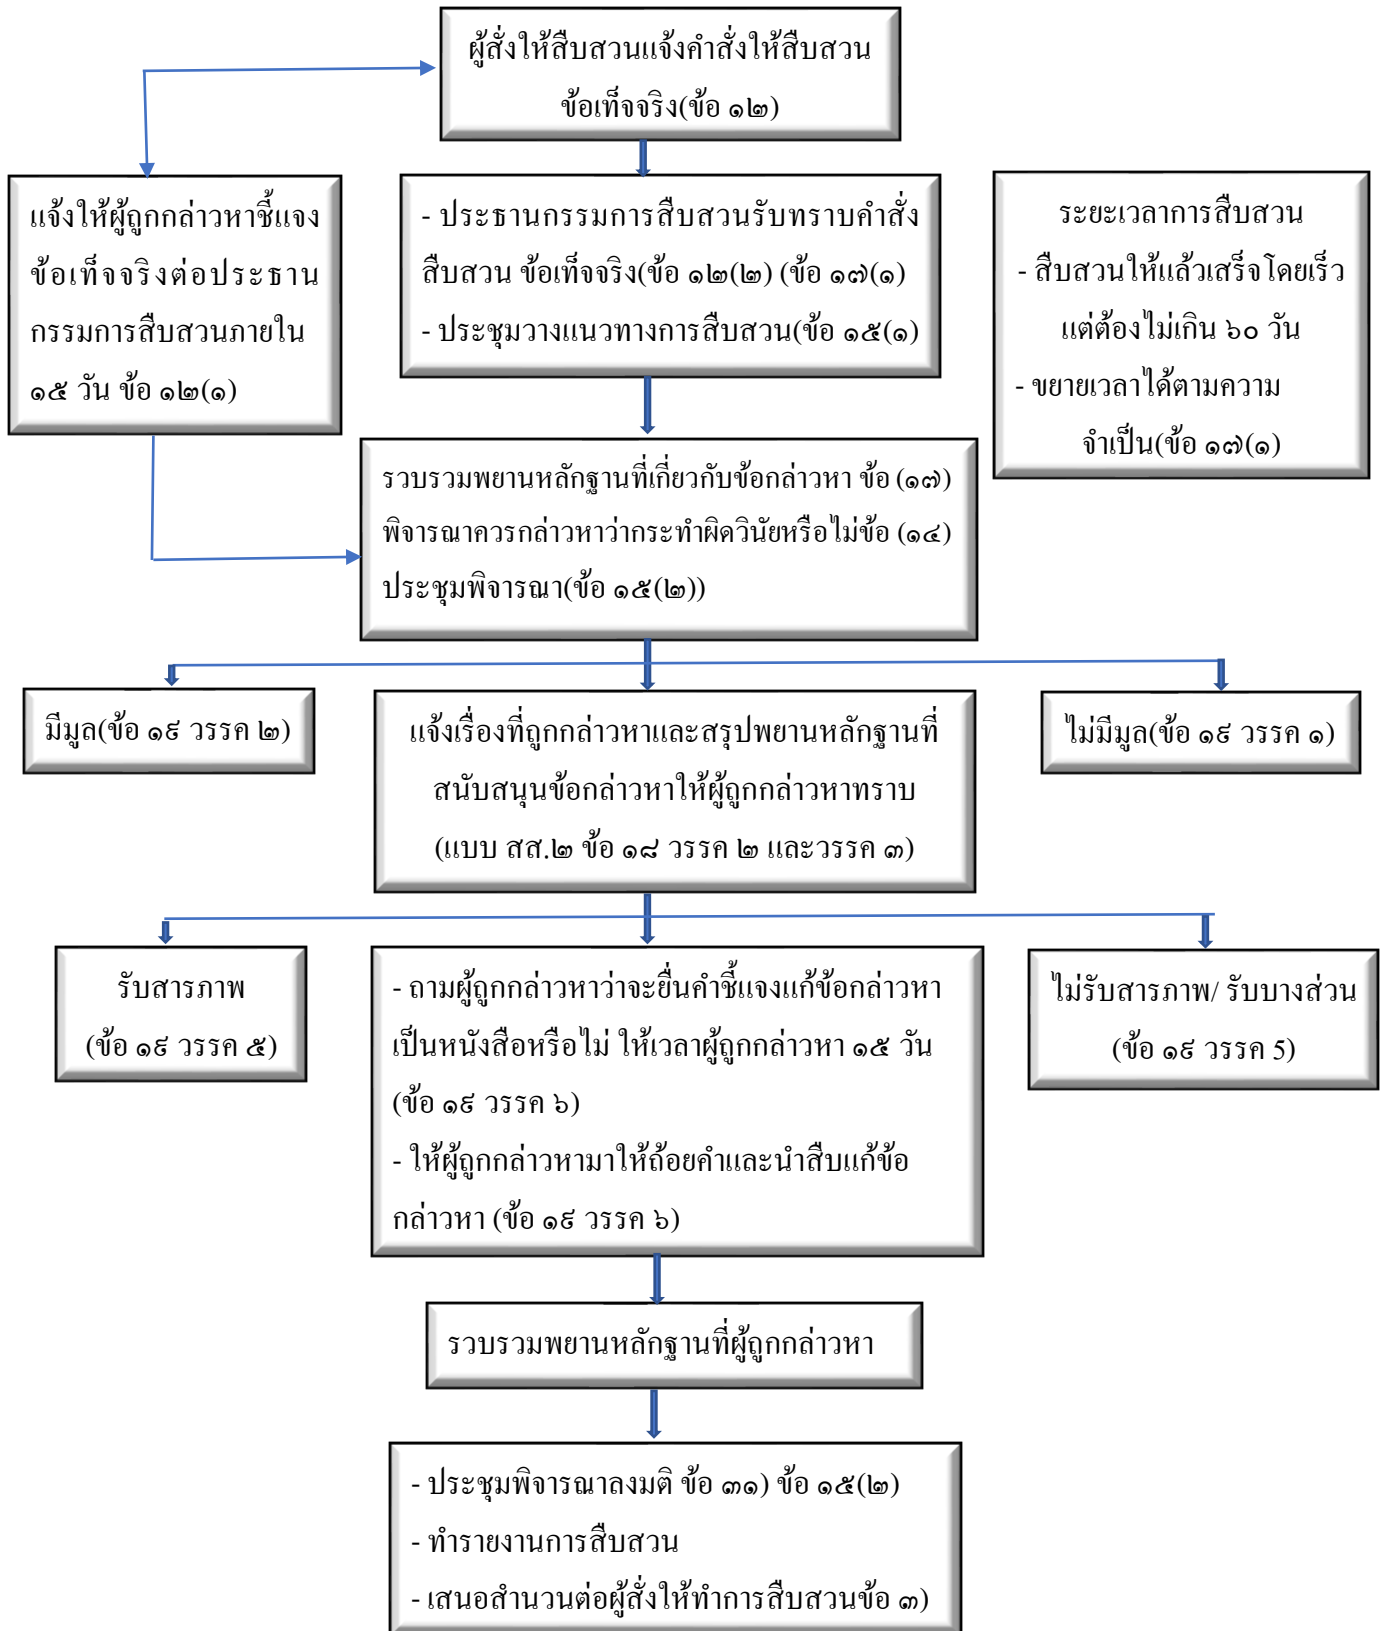 ผู้สั่งให้สืบสวนแจ้งคำสั่งให้สืบสวน
ข้อเท็จจริง(ข้อ ๑๒)
แจ้งให้ผู้ถูกกล่าวหาชี้แจง
ข้อเท็จจริงต่อประธาน
กรรมการสืบสวนภายใน
๑๕ วัน ข้อ ๑๒(๑)
- ประธานกรรมการสืบสวนรับทราบคำสั่ง
สืบสวน ข้อเท็จจริง(ข้อ ๑๒(๒) (ข้อ ๑๗(๑)
- ประชุมวางแนวทางการสืบสวน(ข้อ ๑๕(๑)
ระยะเวลาการสืบสวน
- สืบสวนให้แล้วเสร็จโดยเร็ว
แต่ต้องไม่เกิน ๖๐ วัน
- ขยายเวลาได้ตามความ
จำเป็น(ข้อ ๑๗(๑)
รวบรวมพยานหลักฐานที่เกี่ยวกับข้อกล่าวหา ข้อ (๑๗)
พิจารณาควรกล่าวหาว่ากระทำผิดวินัยหรือไม่ข้อ (๑๔)
ประชุมพิจารณา(ข้อ ๑๕(๒))
มีมูล(ข้อ ๑๙ วรรค ๒)
แจ้งเรื่องที่ถูกกล่าวหาและสรุปพยานหลักฐานที่
สนับสนุนข้อกล่าวหาให้ผู้ถูกกล่าวหาทราบ
(แบบ สส.๒ ข้อ ๑๘ วรรค ๒ และวรรค ๓)
ไม่มีมูล(ข้อ ๑๙ วรรค ๑)
รับสารภาพ
(ข้อ ๑๙ วรรค ๕)
- ถามผู้ถูกกล่าวหาว่าจะยื่นคำชี้แจงแก้ข้อกล่าวหา
เป็นหนังสือหรือไม่ ให้เวลาผู้ถูกกล่าวหา ๑๕ วัน
(ข้อ ๑๙ วรรค ๖)
- ให้ผู้ถูกกล่าวหามาให้ถ้อยคำและนำสืบแก้ข้อ
กล่าวหา (ข้อ ๑๙ วรรค ๖)
ไม่รับสารภาพ/ รับบางส่วน
(ข้อ ๑๙ วรรค 5)
รวบรวมพยานหลักฐานที่ผู้ถูกกล่าวหา
- ประชุมพิจารณาลงมติ ข้อ ๓๑) ข้อ ๑๕(๒)
- ทำรายงานการสืบสวน
- เสนอสำนวนต่อผู้สั่งให้ทำการสืบสวนข้อ ๓)